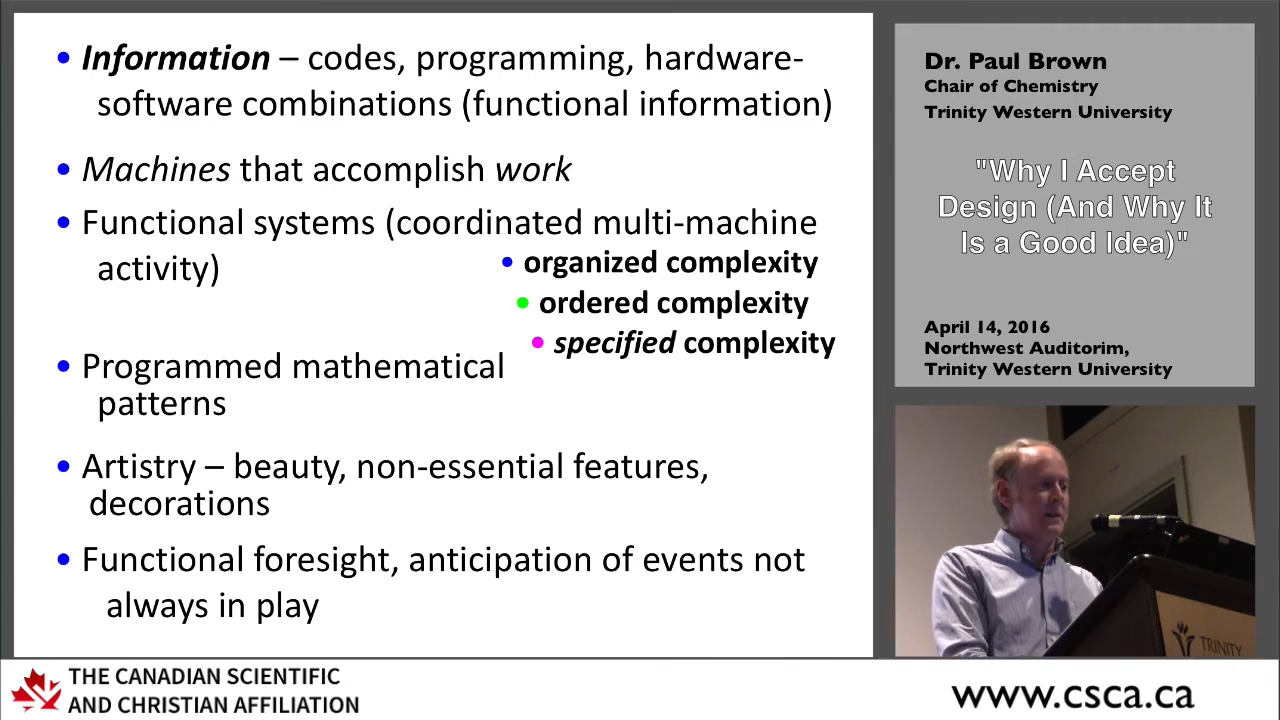 • Information – codes, programming, hardware-
software combinations (functional information)
• Machines that accomplish work
• Functional systems (coordinated multi-machine
activity)
• organized complexity
• ordered complexity
• specified complexity
• Programmed mathematical
patterns
• Artistry – beauty, non-essential features,
decorations
• Functional foresight, anticipation of events not
always in play
Dr. Paul Brown
Chair of Chemistry
Trinity Western University
"Why I Accept
Design (And Why It
Is a Good Idea)"
April 14, 2016
Northwest Auditorim,
Trinity Western University
TRINITY
THE CANADIAN SCIENTIFIC
AND CHRISTIAN AFFILIATION
www.csca.ca